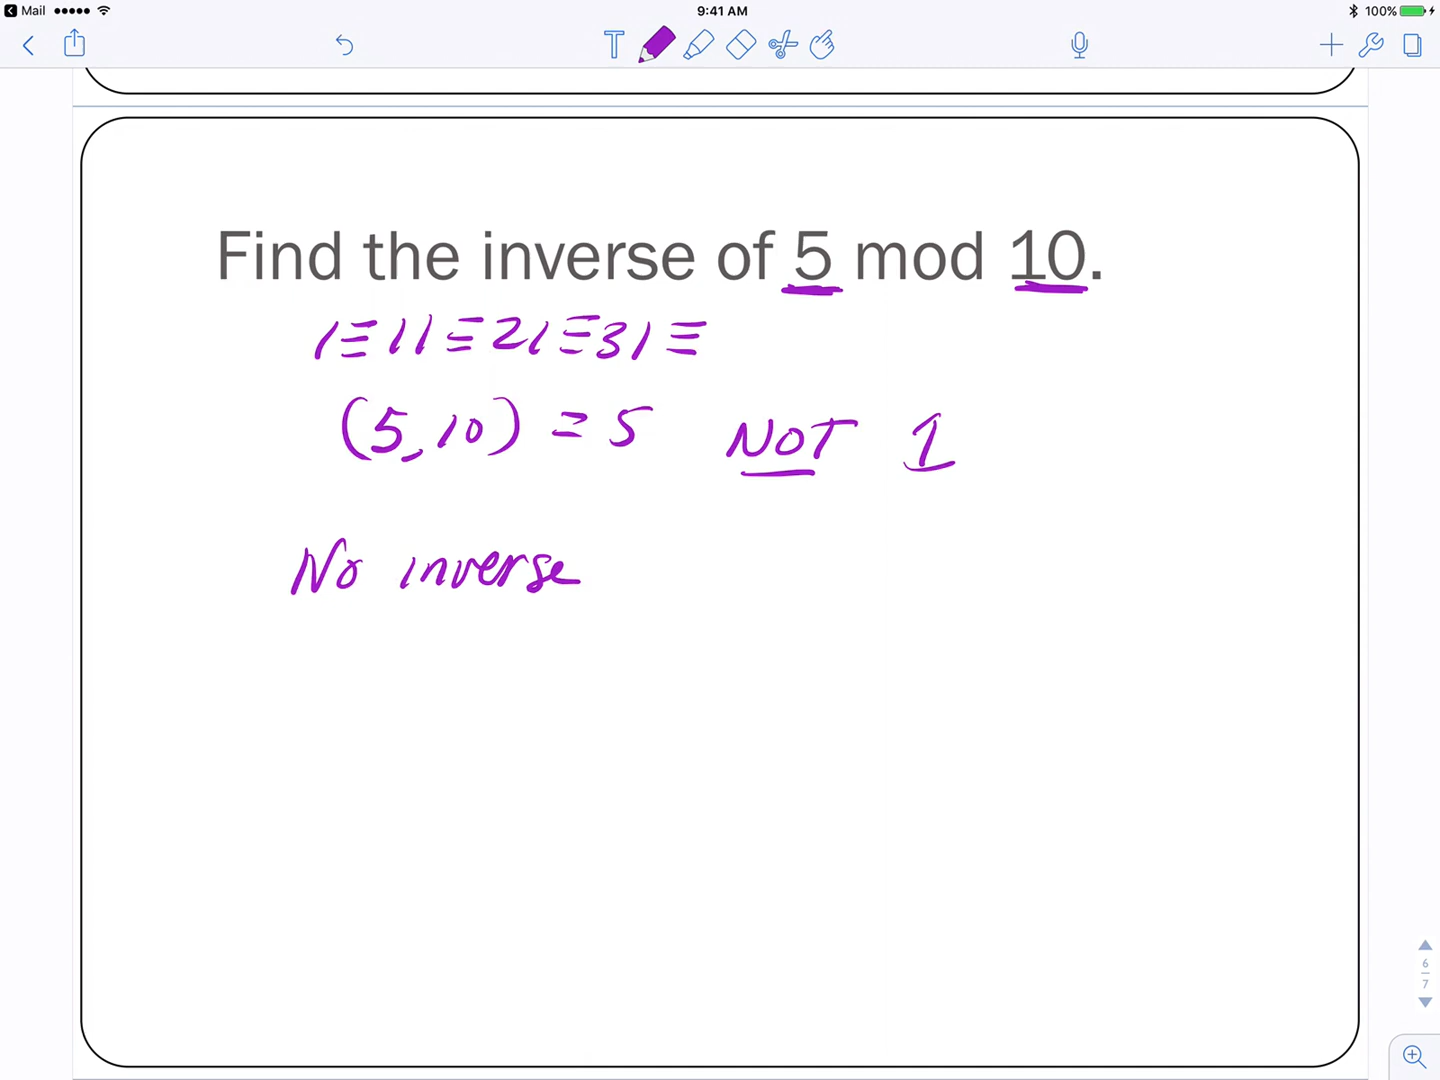 Mail 9:41 AM 100%
T
Find the inverse of 5 mod 10.
1≡11≡21≡31≡
(5,10) = 5 NOT 1
No inverse
6
7